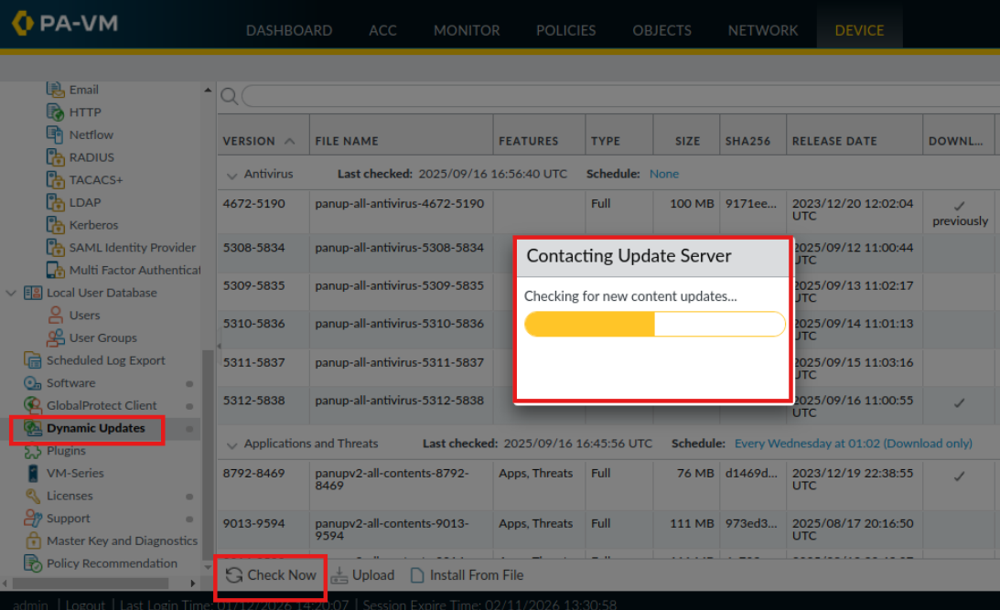 PA-VM
DASHBOARD ACC MONITOR POLICIES OBJECTS NETWORK DEVICE
Email
HTTP
Netflow
RADIUS
TACACS+
LDAP
Kerberos
SAML Identity Provider
Multi Factor Authenticat
Local User Database
Users
User Groups
Scheduled Log Export
Software
GlobalProtect Client
Dynamic Updates
Plugins
VM-Series
Licenses
Support
Master Key and Diagnostics
Policy Recommendation
VERSION FILE NAME FEATURES TYPE SIZE SHA256 RELEASE DATE DOWNL...
Antivirus Last checked: 2025/09/16 16:56:40 UTC Schedule: None
4672-5190 panup-all-antivirus-4672-5190 Full 100 MB 9171ee... 2023/12/20 12:02:04
UTC
previously
5308-5834 panup-all-antivirus-5308-5834 2025/09/12 11:00:44
UTC
5309-5835 panup-all-antivirus-5309-5835 2025/09/13 11:02:17
UTC
5310-5836 panup-all-antivirus-5310-5836 2025/09/14 11:01:13
UTC
5311-5837 panup-all-antivirus-5311-5837 2025/09/15 11:03:16
UTC
5312-5838 panup-all-antivirus-5312-5838 2025/09/16 11:00:55
UTC
Contacting Update Server
Checking for new content updates...
Applications and Threats Last checked: 2025/09/16 16:45:56 UTC Schedule: Every Wednesday at 01:02 (Download only)
8792-8469 panupv2-all-contents-8792- Apps, Threats Full 76 MB d1469d... 2023/12/19 22:38:55
8469 UTC
9013-9594 panupv2-all-contents-9013- Apps, Threats Full 111 MB 973ed3... 2025/08/17 20:16:50
9594 UTC
Check Now Upload Install From File
admin | Logout | Last Login Time: 01/12/2026 14:20:07 | Session Expire Time: 02/11/2026 13:30:58